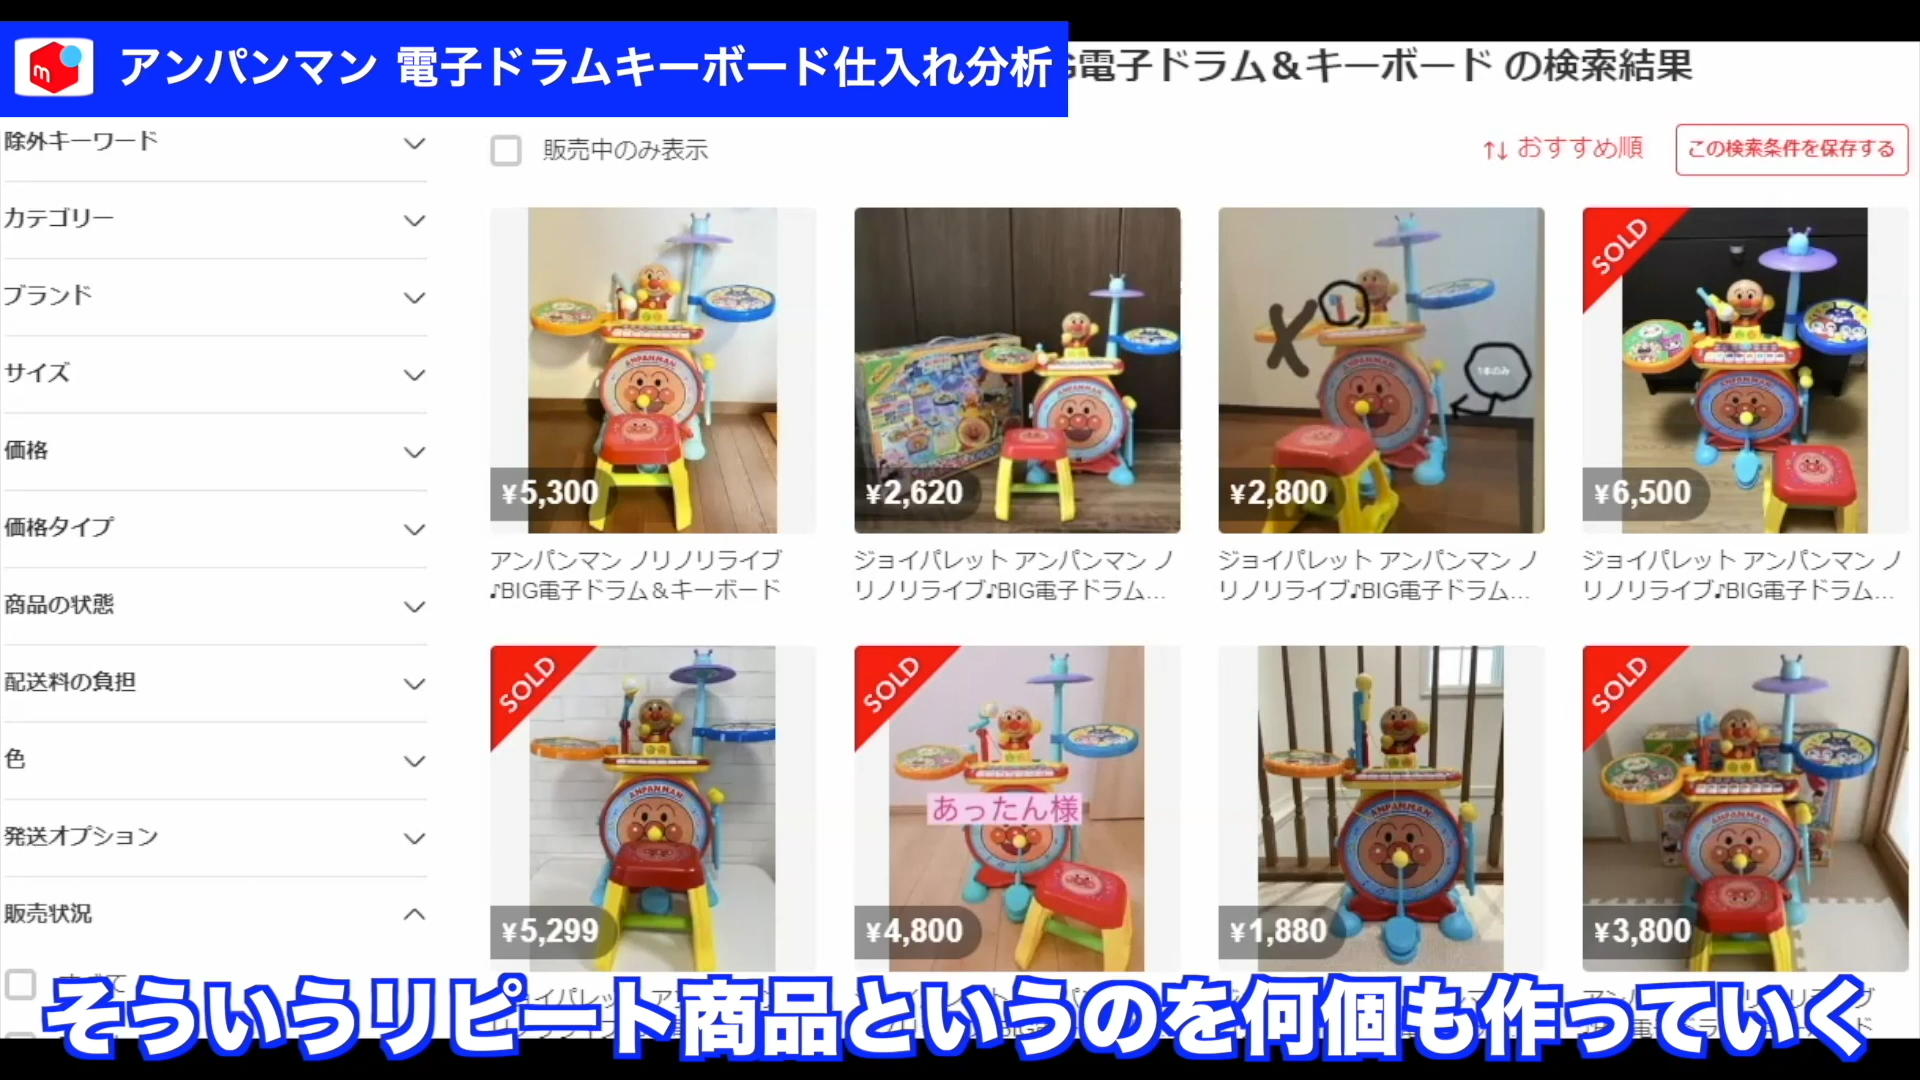 アンパンマン 電子ドラムキーボード仕入れ分析
電子ドラム＆キーボード の検索結果
除外キーワード
カテゴリー
ブランド
サイズ
価格
価格タイプ
商品の状態
配送料の負担
色
発送オプション
販売状況
販売中のみ表示
↑↓ おすすめ順
この検索条件を保存する
¥5,300
アンパンマン ノリノリライブ
♪BIG電子ドラム＆キーボード
¥2,620
ジョイパレット アンパンマン ノ
リノリライブ♪BIG電子ドラム...
1本のみ
¥2,800
ジョイパレット アンパンマン ノ
リノリライブ♪BIG電子ドラム...
SOLD
¥6,500
ジョイパレット アンパンマン ノ
リノリライブ♪BIG電子ドラム...
SOLD
¥5,299
SOLD
あったん様
¥4,800
¥1,880
SOLD
¥3,800
そういうリピート商品というのを何個も作っていく